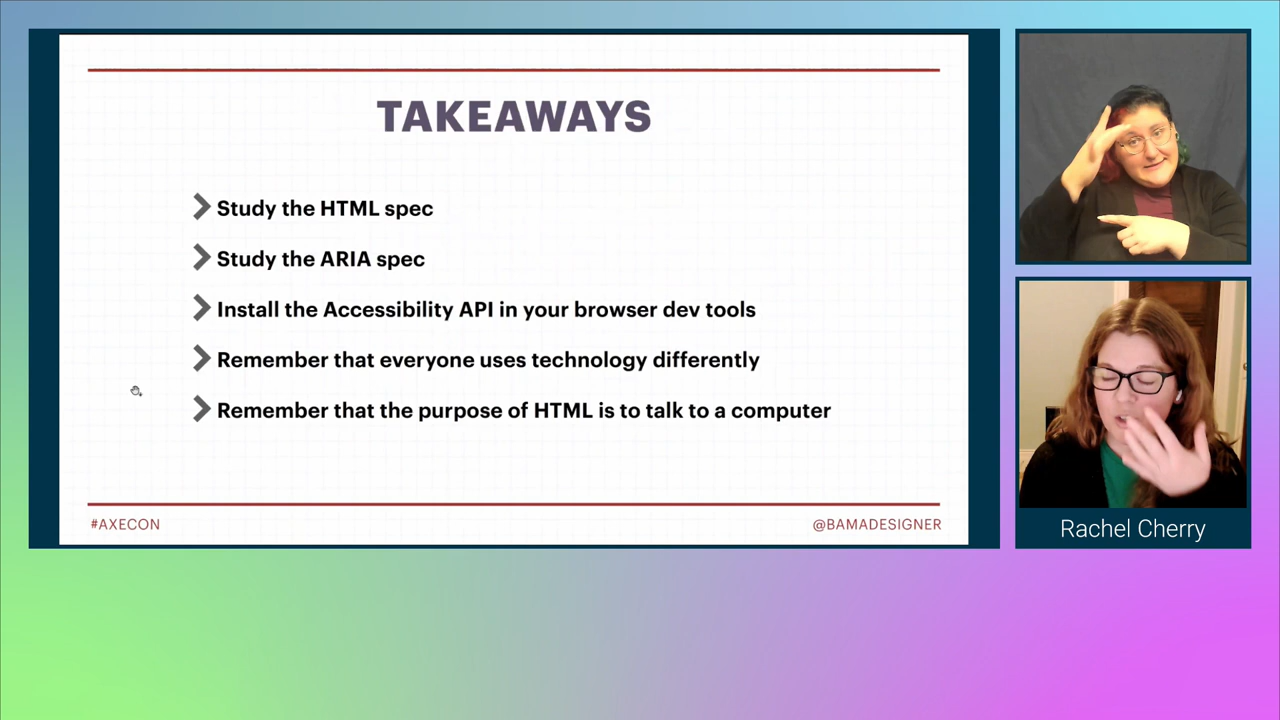 TAKEAWAYS
Study the HTML spec
Study the ARIA spec
Install the Accessibility API in your browser dev tools
Remember that everyone uses technology differently
Remember that the purpose of HTML is to talk to a computer
#AXECON
@BAMADESIGNER
Rachel Cherry